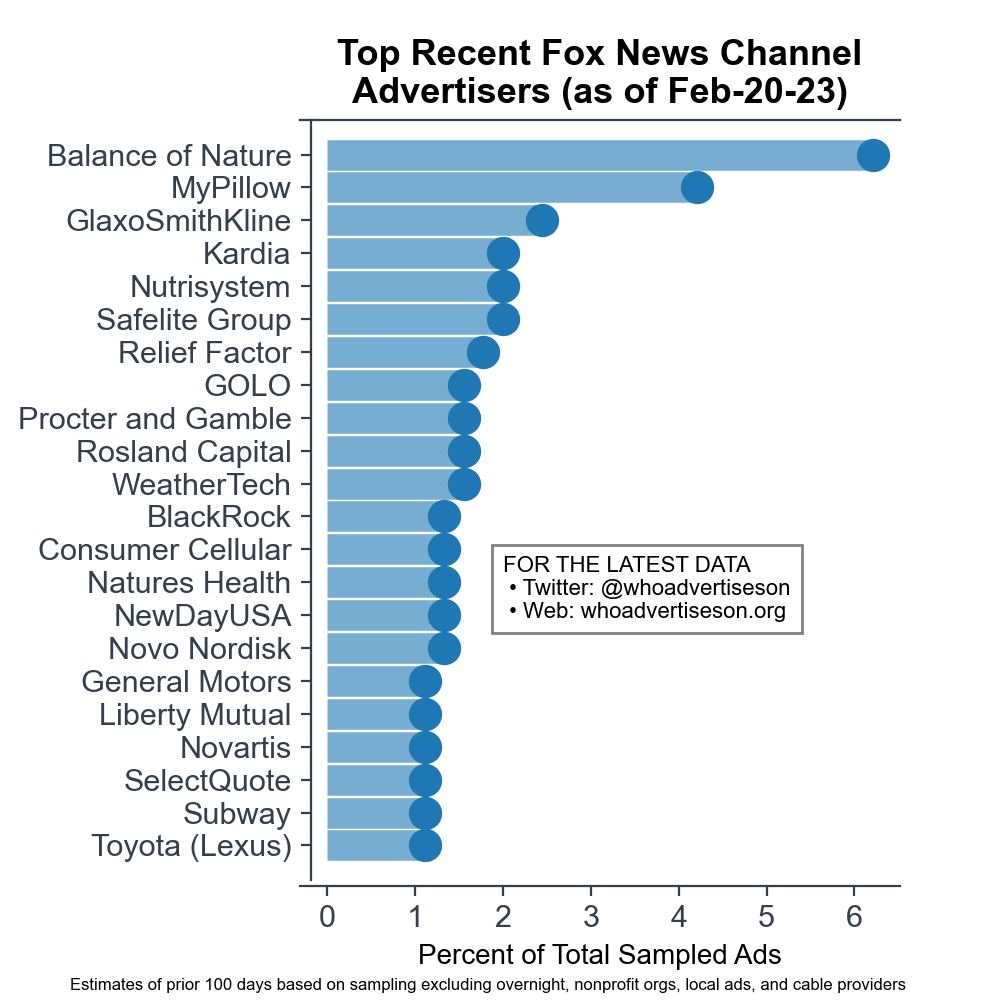 Top Recent Fox News Channel
Advertisers (as of Feb-20-23)
Balance of Nature
MyPillow
GlaxoSmithKline
Kardia
Nutrisystem
Safelite Group
Relief Factor
GOLO
Procter and Gamble
Rosland Capital
WeatherTech
BlackRock
Consumer Cellular
Natures Health
NewDayUSA
Novo Nordisk
General Motors
Liberty Mutual
Novartis
SelectQuote
Subway
Toyota (Lexus)
FOR THE LATEST DATA
• Twitter: @whoadvertiseson
• Web: whoadvertiseson.org
0 1 2 3 4 5 6
Percent of Total Sampled Ads
Estimates of prior 100 days based on sampling excluding overnight, nonprofit orgs, local ads, and cable providers